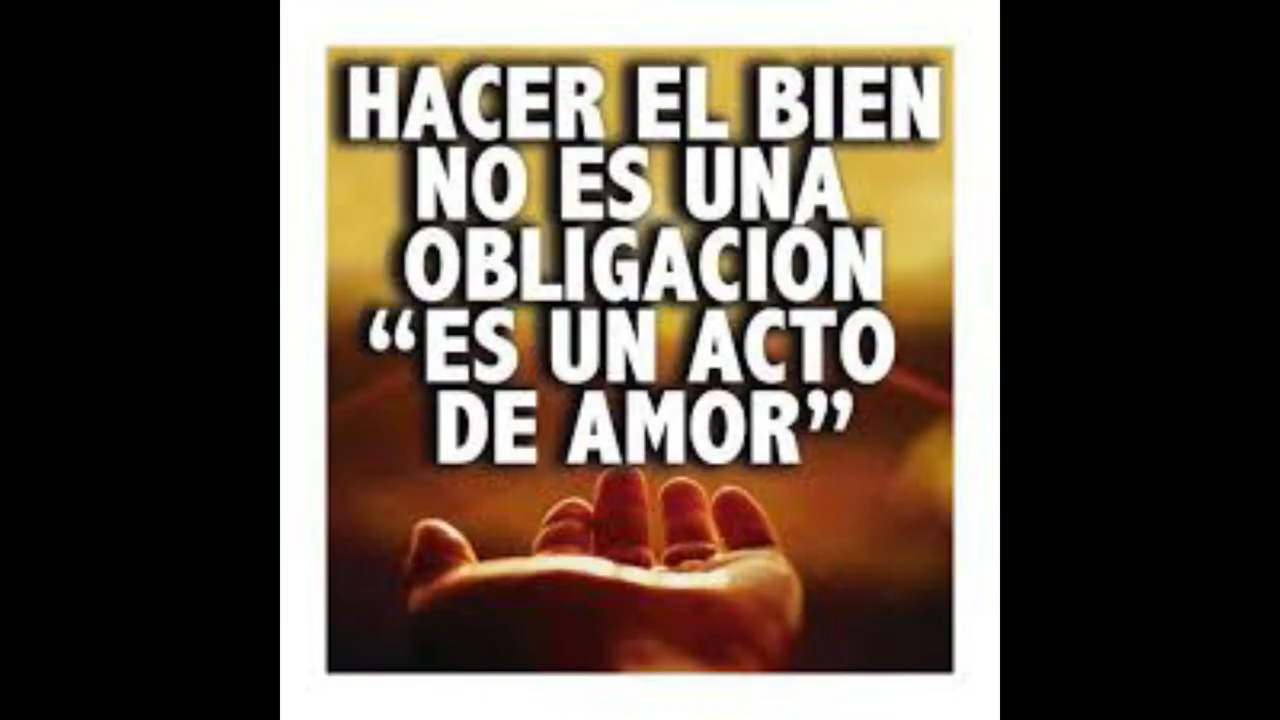 HACER EL BIEN
NO ES UNA
OBLIGACIÓN
“ES UN ACTO
DE AMOR”